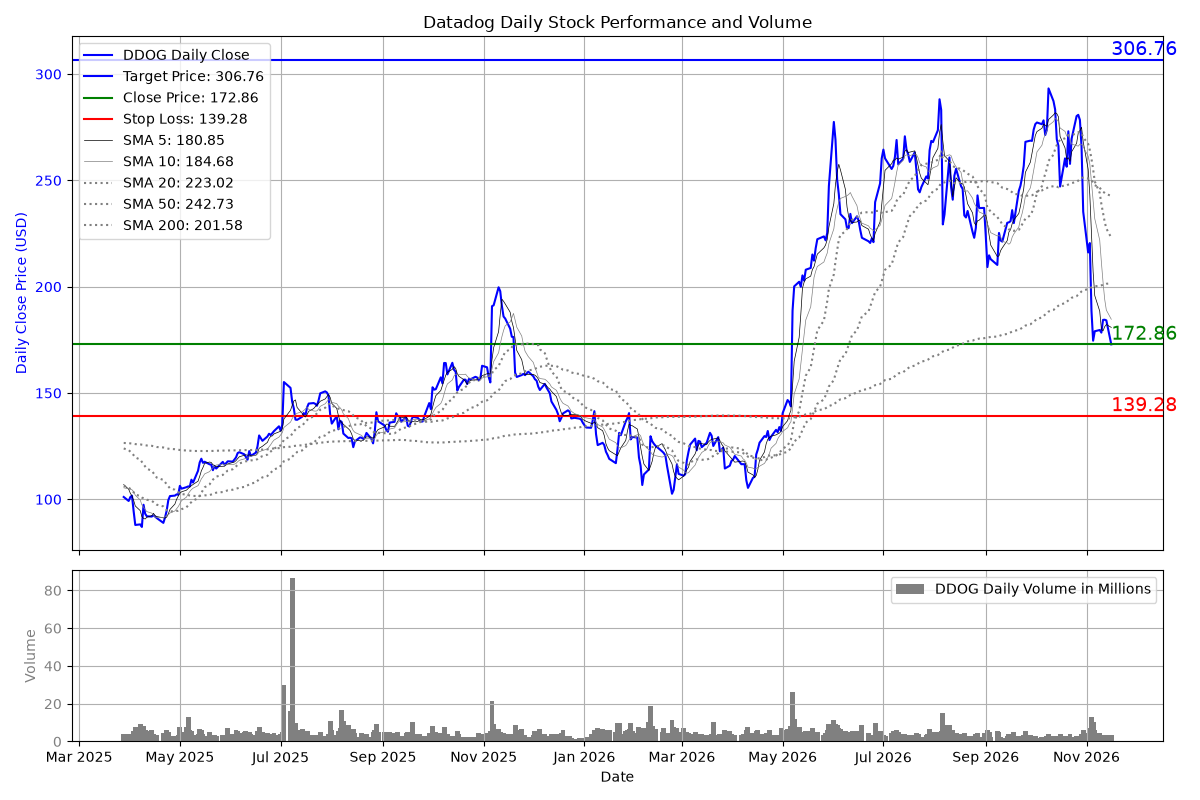 Datadog Daily Stock Performance and Volume
306.76
DDOG Daily Close
Target Price: 306.76
Close Price: 172.86
Stop Loss: 139.28
SMA 5: 180.85
SMA 10: 184.68
SMA 20: 223.02
SMA 50: 242.73
SMA 200: 201.58
300
250
200
150
100
Daily Close Price (USD)
172.86
139.28
DDOG Daily Volume in Millions
80
60
40
20
0
Volume
Mar 2025
May 2025
Jul 2025
Sep 2025
Nov 2025
Jan 2026
Mar 2026
May 2026
Jul 2026
Sep 2026
Nov 2026
Date